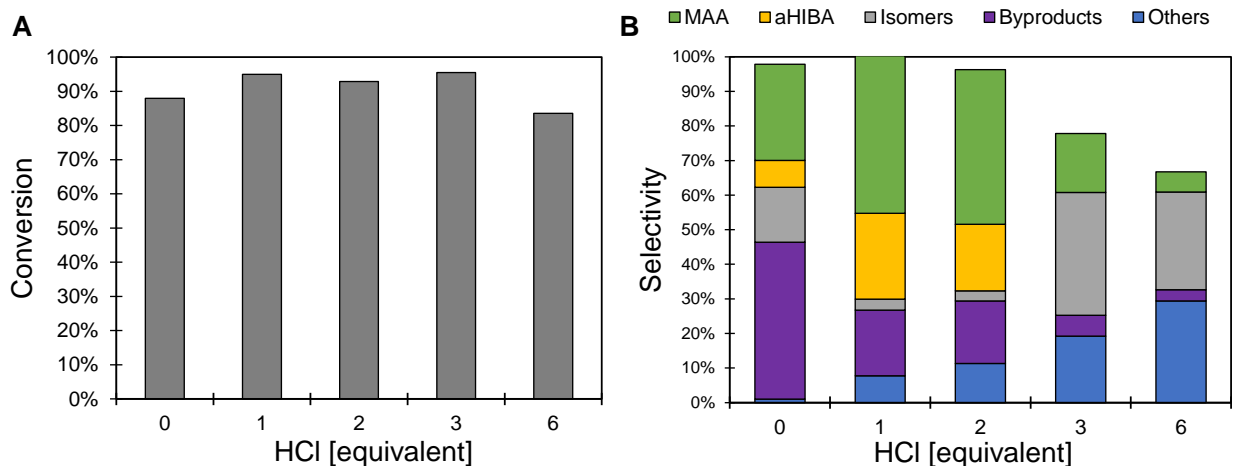 A
100%
90%
80%
70%
60%
50%
40%
30%
20%
10%
0%
Conversion
0 1 2 3 6
HCl [equivalent]
MAA aHIBA Isomers Byproducts Others
B
100%
90%
80%
70%
60%
50%
40%
30%
20%
10%
0%
Selectivity
0 1 2 3 6
HCl [equivalent]